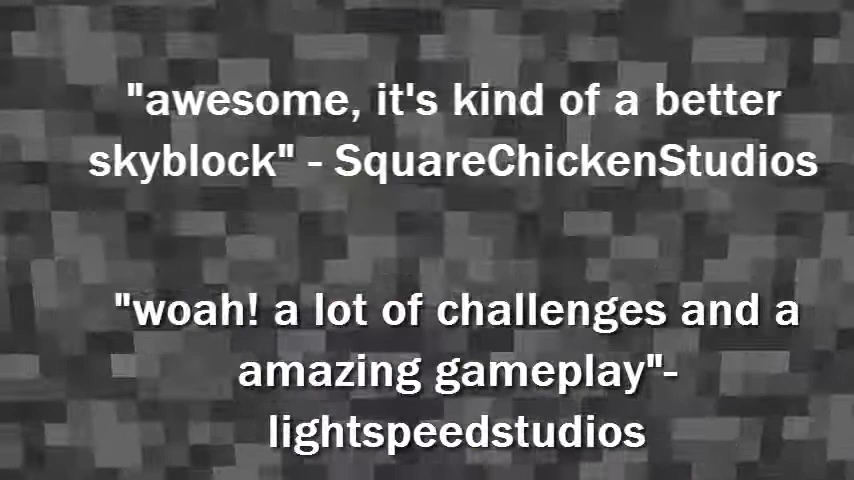 "awesome, it's kind of a better
skyblock" - SquareChickenStudios
"woah! a lot of challenges and a
amazing gameplay"-
lightspeedstudios